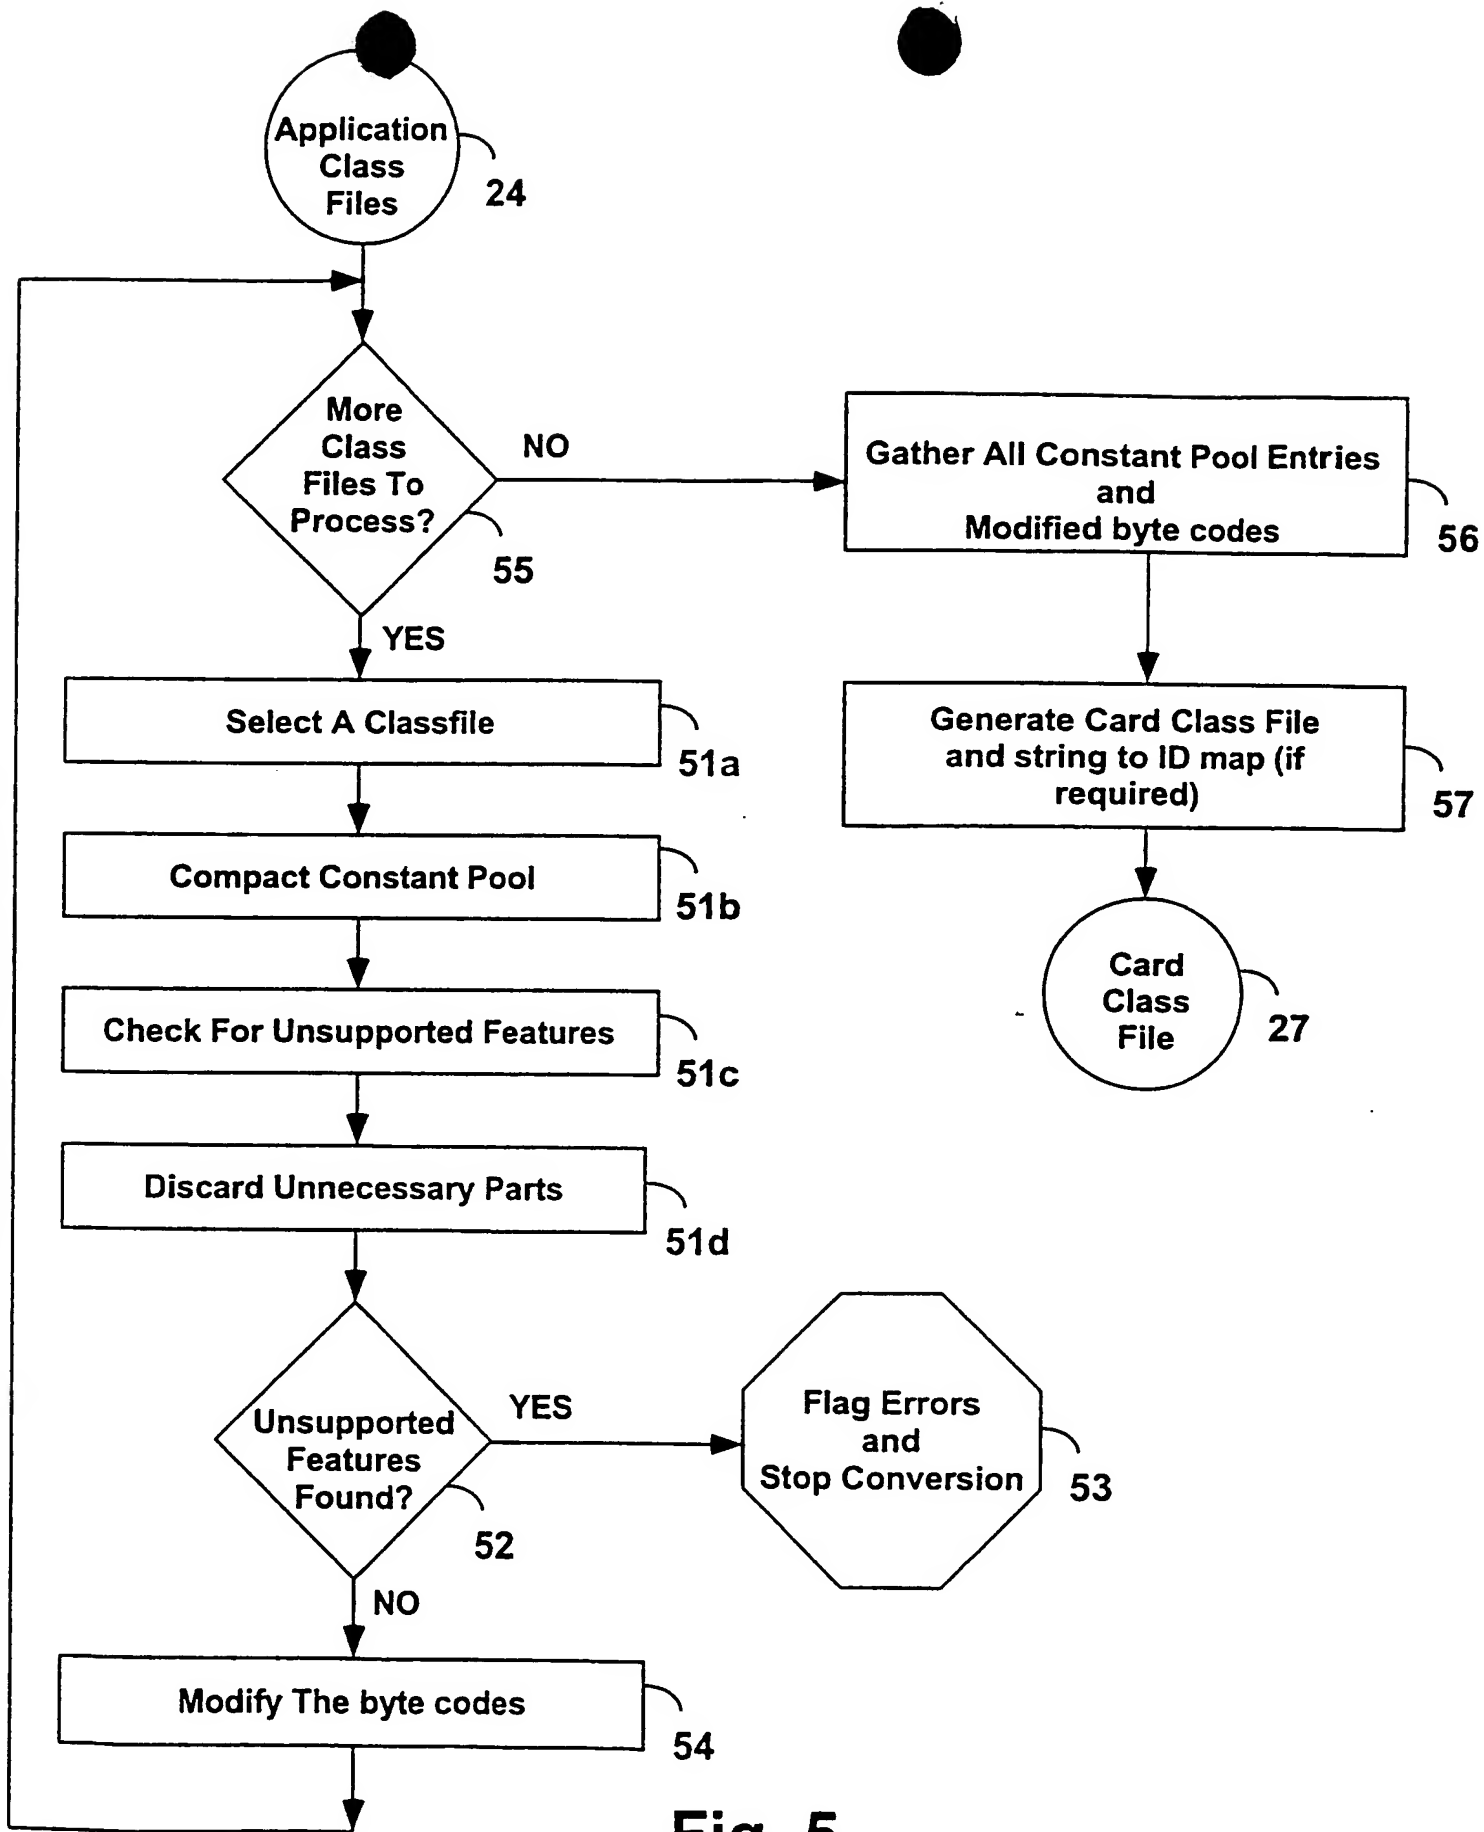 Application
Class
Files
24
More
Class
Files To
Process?
55
NO
YES
Gather All Constant Pool Entries
and
Modified byte codes
56
Select A Classfile
51a
Generate Card Class File
and string to ID map (if
required)
57
Compact Constant Pool
51b
Card
Class
File
27
Check For Unsupported Features
51c
Discard Unnecessary Parts
51d
Unsupported
Features
Found?
52
YES
Flag Errors
and
Stop Conversion
53
NO
Modify The byte codes
54
Fig. 5